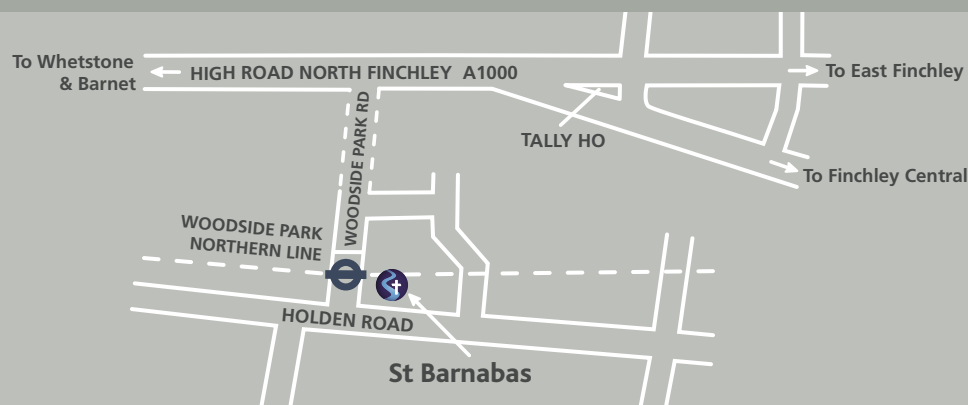 To Whetstone
& Barnet
HIGH ROAD NORTH FINCHLEY A1000
To East Finchley
WOODSIDE PARK RD
TALLY HO
To Finchley Central
WOODSIDE PARK
NORTHERN LINE
HOLDEN ROAD
St Barnabas